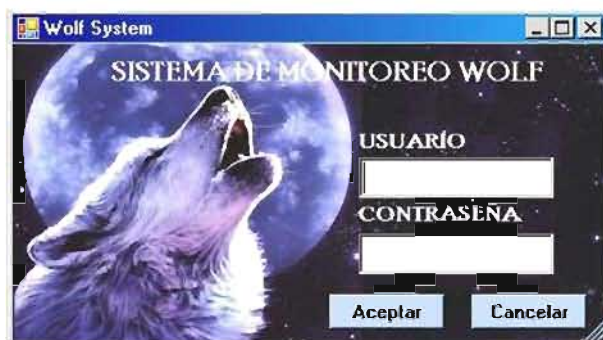 Wolf System
SISTEMA DE MONITOREO WOLF
USUARÍO
CONTRASEÑA
Aceptar
Cancelar